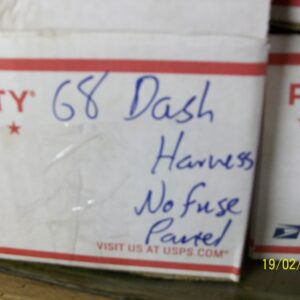 TY® 68 Dash
Harness
No fuse
Panel
VISIT US AT USPS.COM®
P
19/02